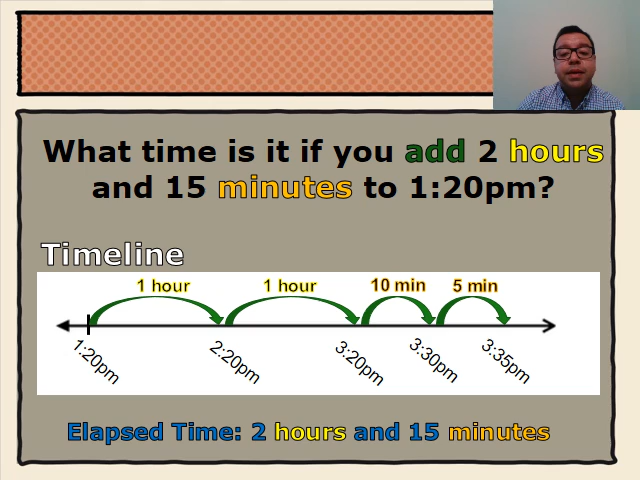 What time is it if you add 2 hours
and 15 minutes to 1:20pm?
Timeline
1 hour 1 hour 10 min 5 min
1:20pm 2:20pm 3:20pm 3:30pm 3:35pm
Elapsed Time: 2 hours and 15 minutes